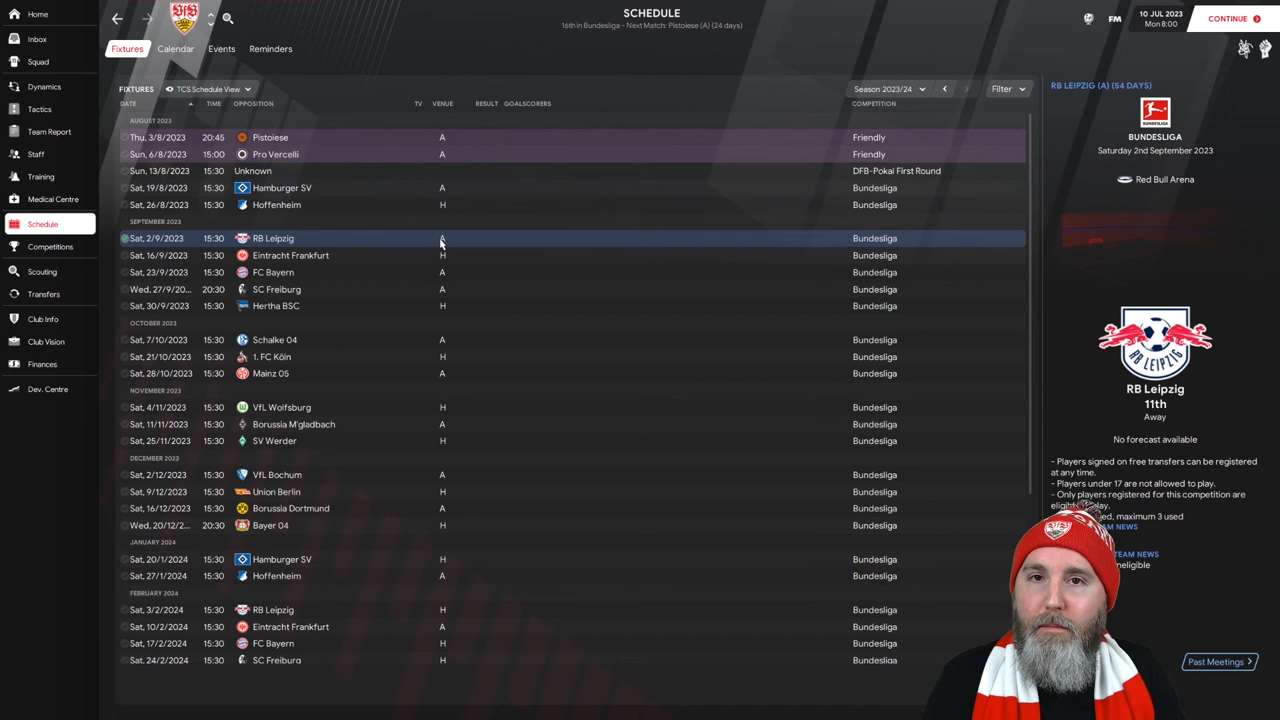 Home
Inbox
Squad
Dynamics
Tactics
Team Report
Staff
Training
Medical Centre
Schedule
Competitions
Scouting
Transfers
Club Info
Club Vision
Finances
Dev. Centre
SCHEDULE
16th in Bundesliga - Next Match: Pistoiese (A) (24 days)
FM
10 JUL 2023
Mon 8:00
CONTINUE
Fixtures Calendar Events Reminders
FIXTURES TCS Schedule View Season 2023/24 Filter
DATE TIME OPPOSITION TV VENUE RESULT GOALSCORERS COMPETITION
AUGUST 2023
Thu, 3/8/2023 20:45 Pistoiese A Friendly
Sun, 6/8/2023 15:00 Pro Vercelli A Friendly
Sun, 13/8/2023 15:30 Unknown DFB-Pokal First Round
Sat, 19/8/2023 15:30 Hamburger SV A Bundesliga
Sat, 26/8/2023 15:30 Hoffenheim H Bundesliga
SEPTEMBER 2023
Sat, 2/9/2023 15:30 RB Leipzig A Bundesliga
Sat, 16/9/2023 15:30 Eintracht Frankfurt H Bundesliga
Sat, 23/9/2023 15:30 FC Bayern A Bundesliga
Wed, 27/9/20... 20:30 SC Freiburg A Bundesliga
Sat, 30/9/2023 15:30 Hertha BSC H Bundesliga
OCTOBER 2023
Sat, 7/10/2023 15:30 Schalke 04 A Bundesliga
Sat, 21/10/2023 15:30 1. FC Köln H Bundesliga
Sat, 28/10/2023 15:30 Mainz 05 A Bundesliga
NOVEMBER 2023
Sat, 4/11/2023 15:30 VfL Wolfsburg H Bundesliga
Sat, 11/11/2023 15:30 Borussia M'gladbach A Bundesliga
Sat, 25/11/2023 15:30 SV Werder H Bundesliga
DECEMBER 2023
Sat, 2/12/2023 15:30 VfL Bochum A Bundesliga
Sat, 9/12/2023 15:30 Union Berlin H Bundesliga
Sat, 16/12/2023 15:30 Borussia Dortmund A Bundesliga
Wed, 20/12/2... 20:30 Bayer 04 H Bundesliga
JANUARY 2024
Sat, 20/1/2024 15:30 Hamburger SV H Bundesliga
Sat, 27/1/2024 15:30 Hoffenheim A Bundesliga
FEBRUARY 2024
Sat, 3/2/2024 15:30 RB Leipzig H Bundesliga
Sat, 10/2/2024 15:30 Eintracht Frankfurt A Bundesliga
Sat, 17/2/2024 15:30 FC Bayern H Bundesliga
Sat, 24/2/2024 15:30 SC Freiburg H Bundesliga
RB LEIPZIG (A) (54 DAYS)
BUNDESLIGA
Saturday 2nd September 2023
Red Bull Arena
RB LEIPZIG
RB Leipzig
11th
Away
No forecast available
- Players signed on free transfers can be registered
at any time.
- Players under 17 are not allowed to play.
- Only players registered for this competition are
ed, maximum 3 used
AM NEWS
TEAM NEWS
neligible
Past Meetings